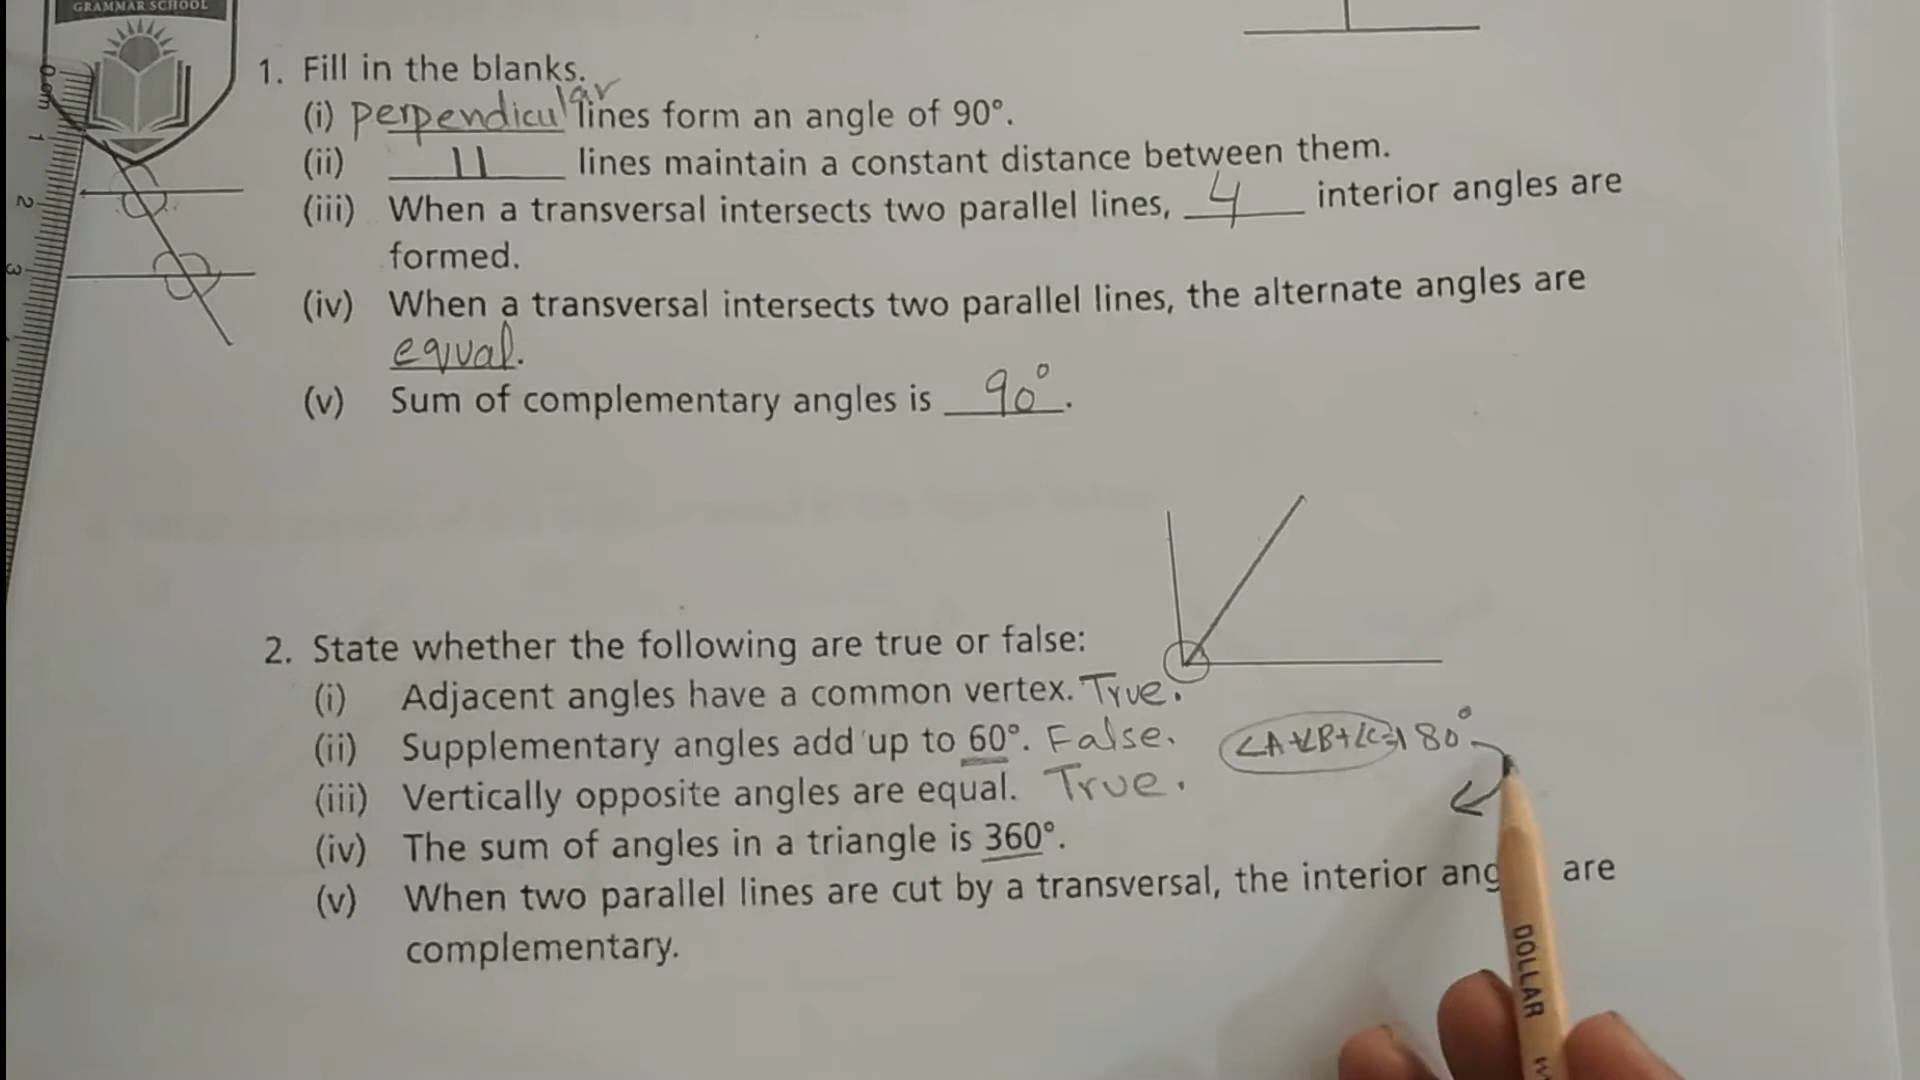 GRAMMAR SCHOOL
0 cm
1
2
3
1. Fill in the blanks.
(i) perpendicular lines form an angle of 90°.
(ii) || lines maintain a constant distance between them.
(iii) When a transversal intersects two parallel lines, 4 interior angles are
formed.
(iv) When a transversal intersects two parallel lines, the alternate angles are
equal.
(v) Sum of complementary angles is 90°.
2. State whether the following are true or false:
(i) Adjacent angles have a common vertex. True.
(ii) Supplementary angles add up to 60°. False.
∠A+∠B+∠C=180°
(iii) Vertically opposite angles are equal. True.
(iv) The sum of angles in a triangle is 360°.
(v) When two parallel lines are cut by a transversal, the interior ang are
complementary.
DOLLAR